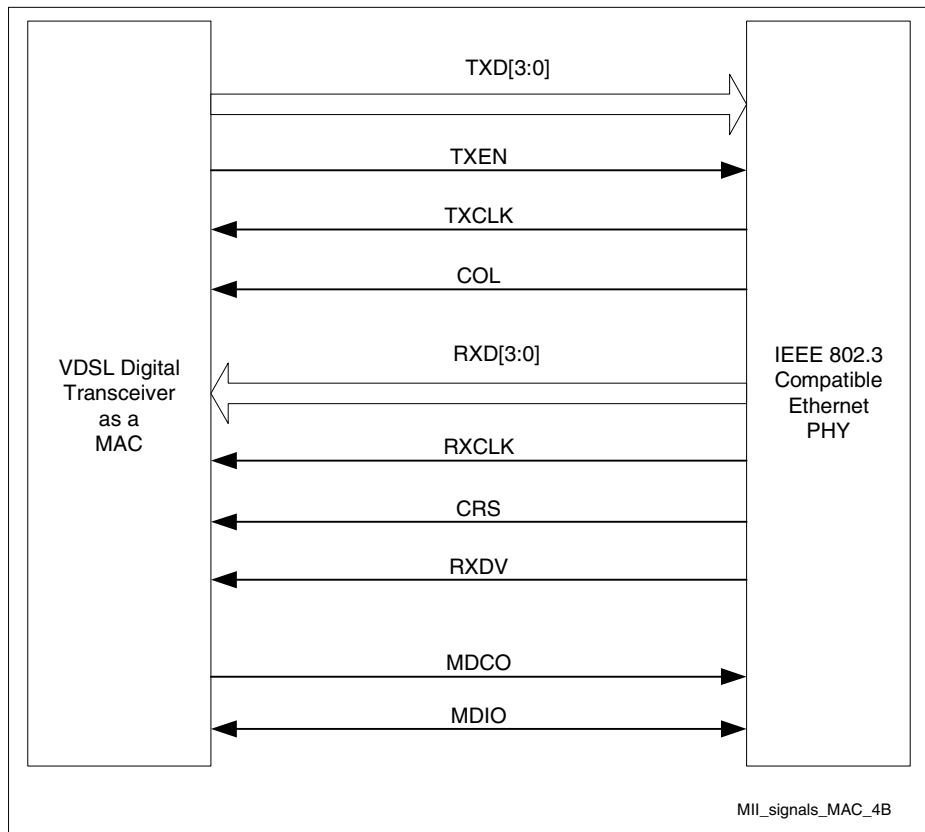 TXD[3:0]
TXEN
TXCLK
COL
RXD[3:0]
VDSL Digital
Transceiver
as a
MAC
IEEE 802.3
Compatible
Ethernet
PHY
RXCLK
CRS
RXDV
MDCO
MDIO
MII_signals_MAC_4B